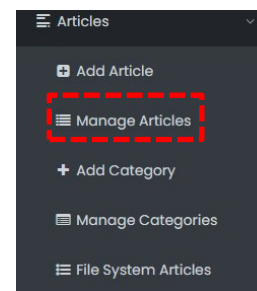 Articles
Add Article
Manage Articles
Add Category
Manage Categories
File System Articles